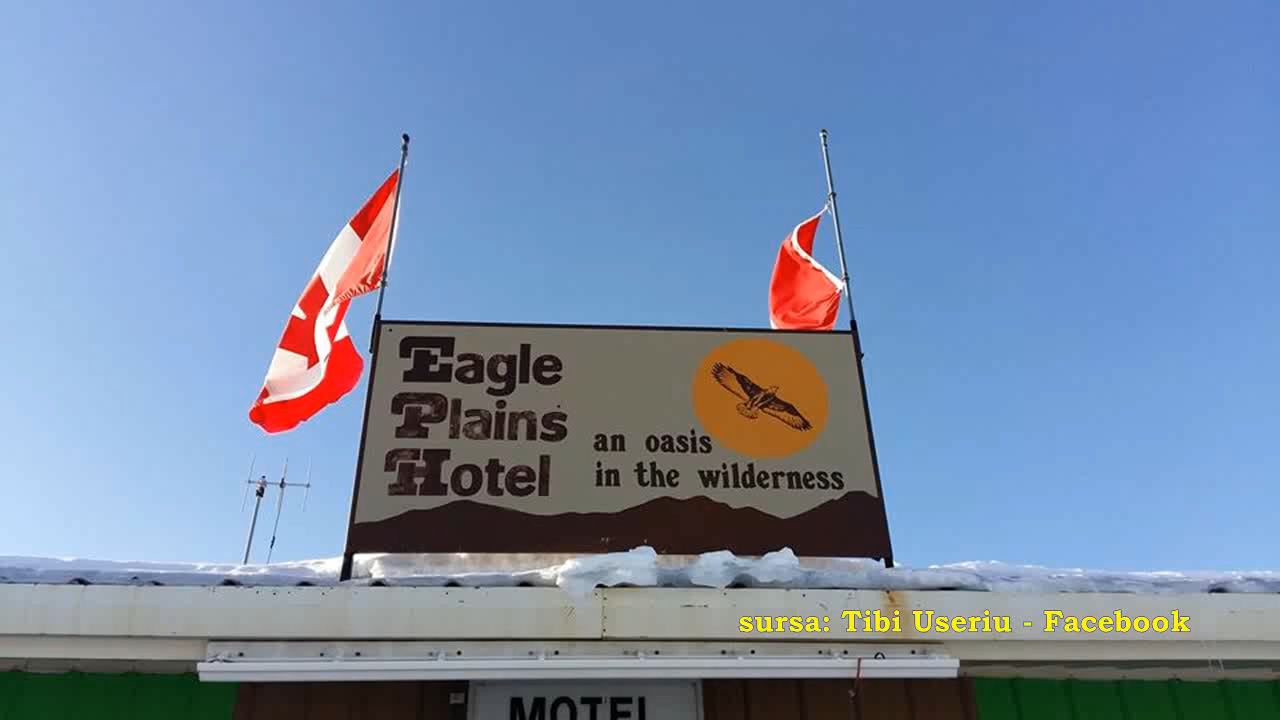 Eagle
Plains
Hotel
an oasis
in the wilderness
sursa: Tibi Useriu - Facebook
MOTEL